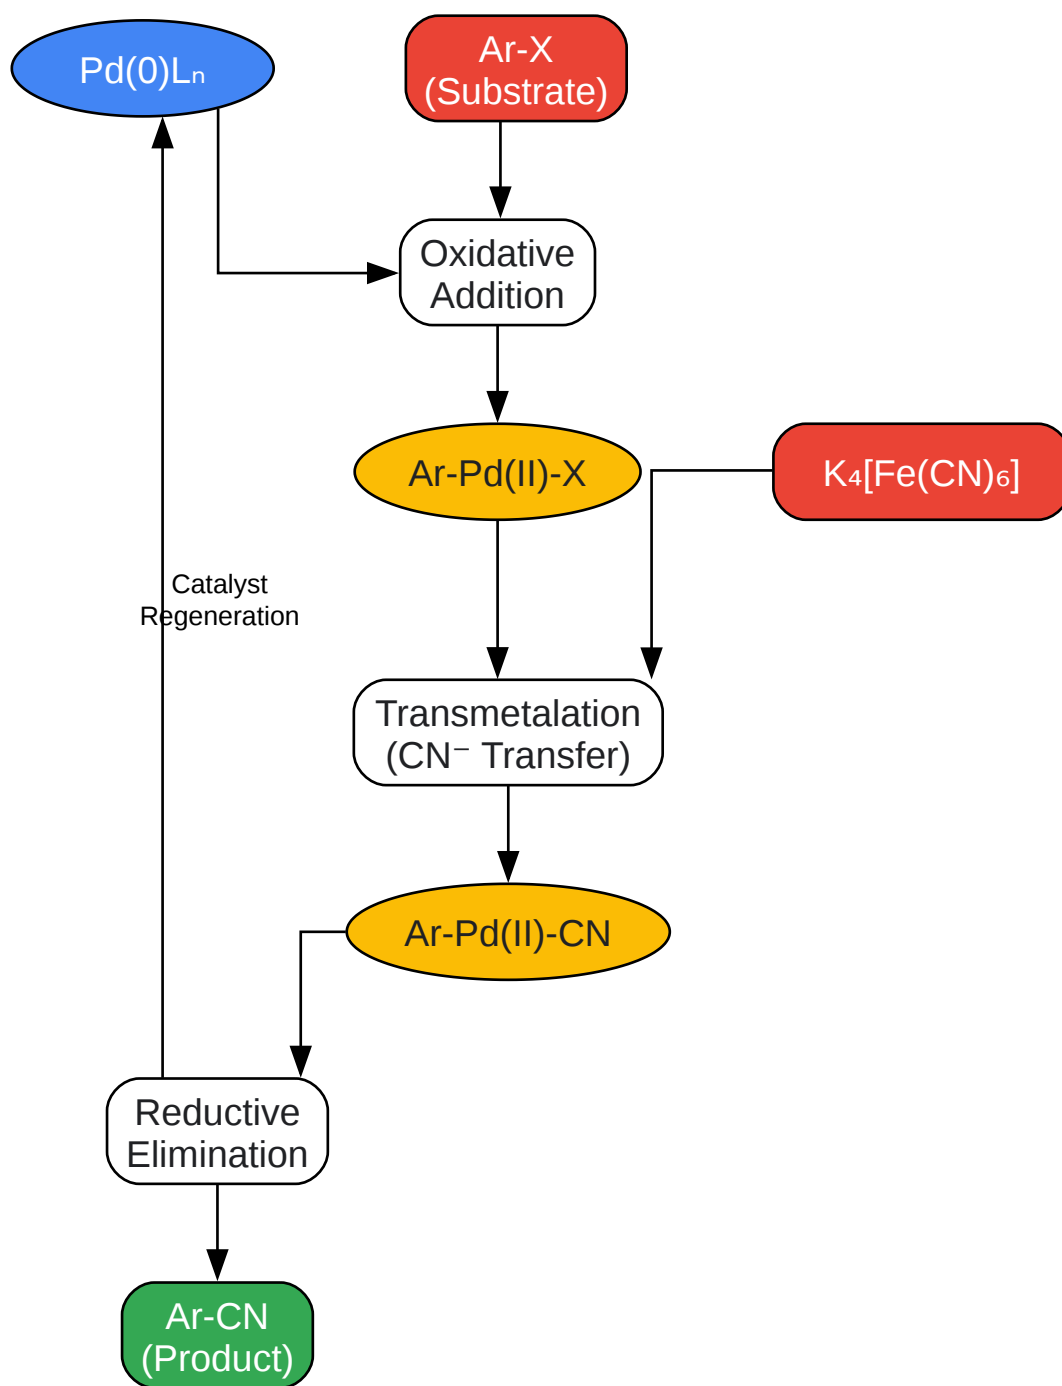 Pd(0)Lₙ
Ar-X
(Substrate)
Oxidative
Addition
Ar-Pd(II)-X
K₄[Fe(CN)₆]
Catalyst
Regeneration
Transmetalation
(CN⁻ Transfer)
Ar-Pd(II)-CN
Reductive
Elimination
Ar-CN
(Product)